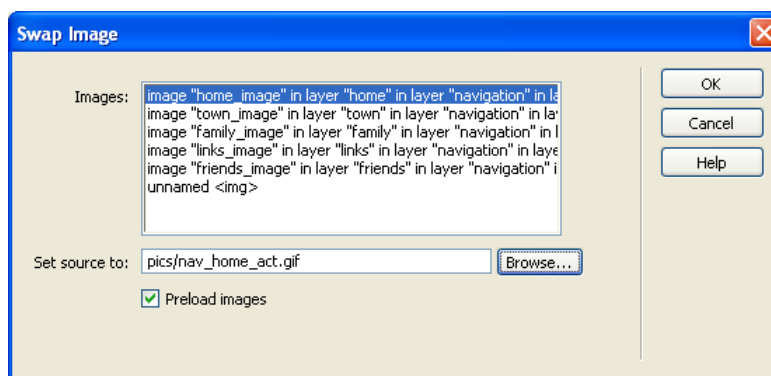 Swap Image
Images:
image "home_image" in layer "home" in layer "navigation" in la
image "town_image" in layer "town" in layer "navigation" in la
image "family_image" in layer "family" in layer "navigation" in l
image "links_image" in layer "links" in layer "navigation" in laye
image "friends_image" in layer "friends" in layer "navigation" i
unnamed <img>
Set source to: pics/nav_home_act.gif Browse...
Preload images
OK
Cancel
Help